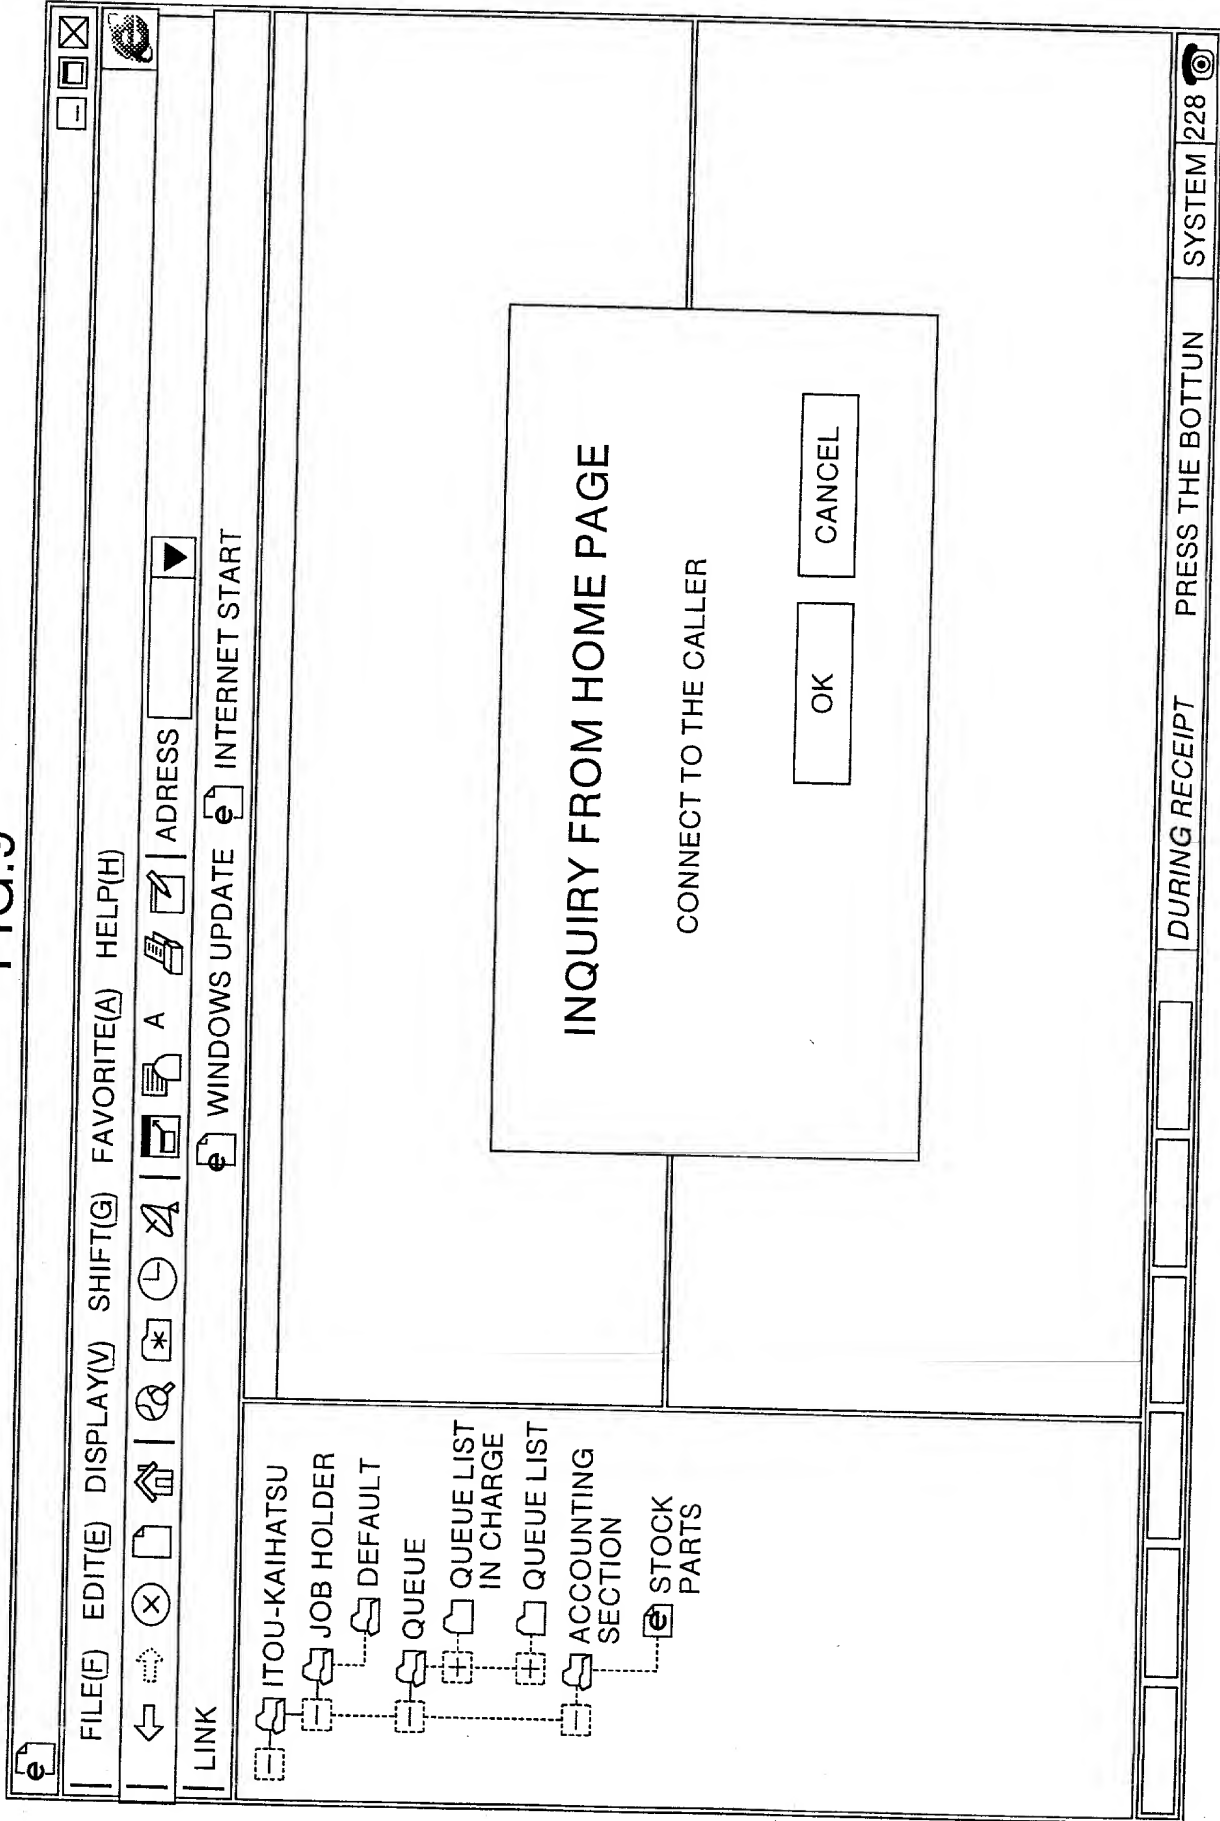 FILE(F) EDIT(E) DISPLAY(V) SHIFT(G) FAVORITE(A) HELP(H)
A ADRESS
LINK WINDOWS UPDATE INTERNET START
ITOU-KAIHATSU
JOB HOLDER
DEFAULT
QUEUE
QUEUE LIST
IN CHARGE
QUEUE LIST
ACCOUNTING
SECTION
STOCK
PARTS
INQUIRY FROM HOME PAGE
CONNECT TO THE CALLER
OK CANCEL
DURING RECEIPT PRESS THE BOTTUN SYSTEM 228